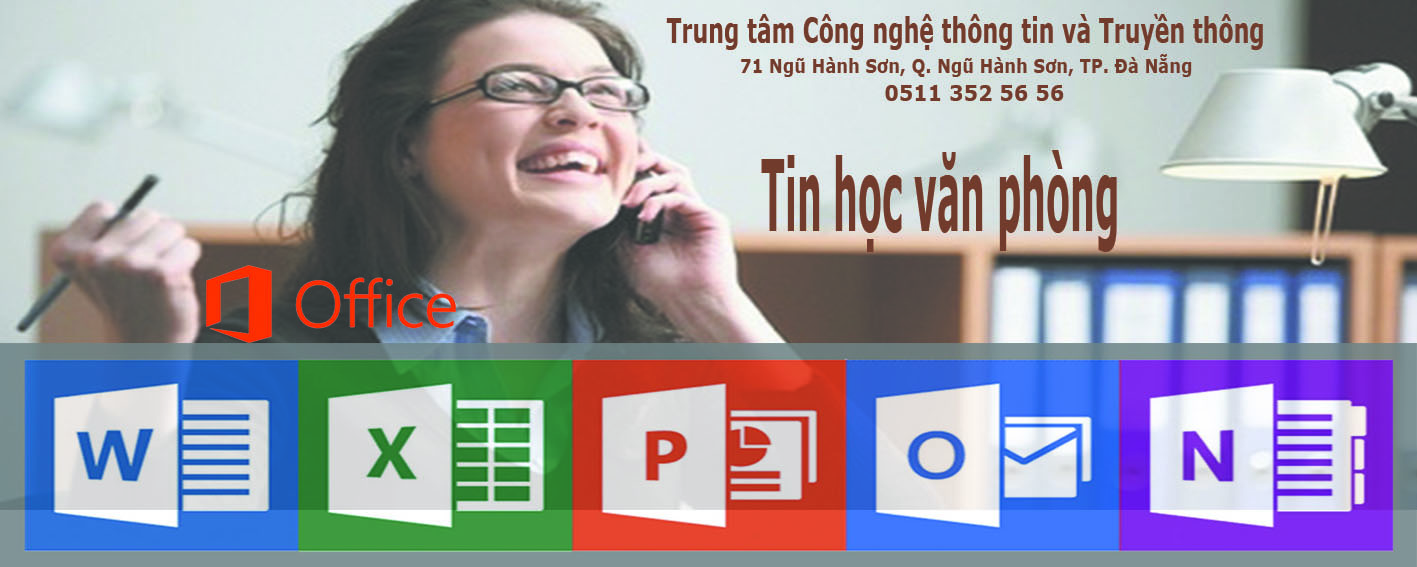 Trung tâm Công nghệ thông tin và Truyền thông
71 Ngũ Hành Sơn, Q. Ngũ Hành Sơn, TP. Đà Nẵng
0511 352 56 56
Tin học văn phòng
Office
W X P O N